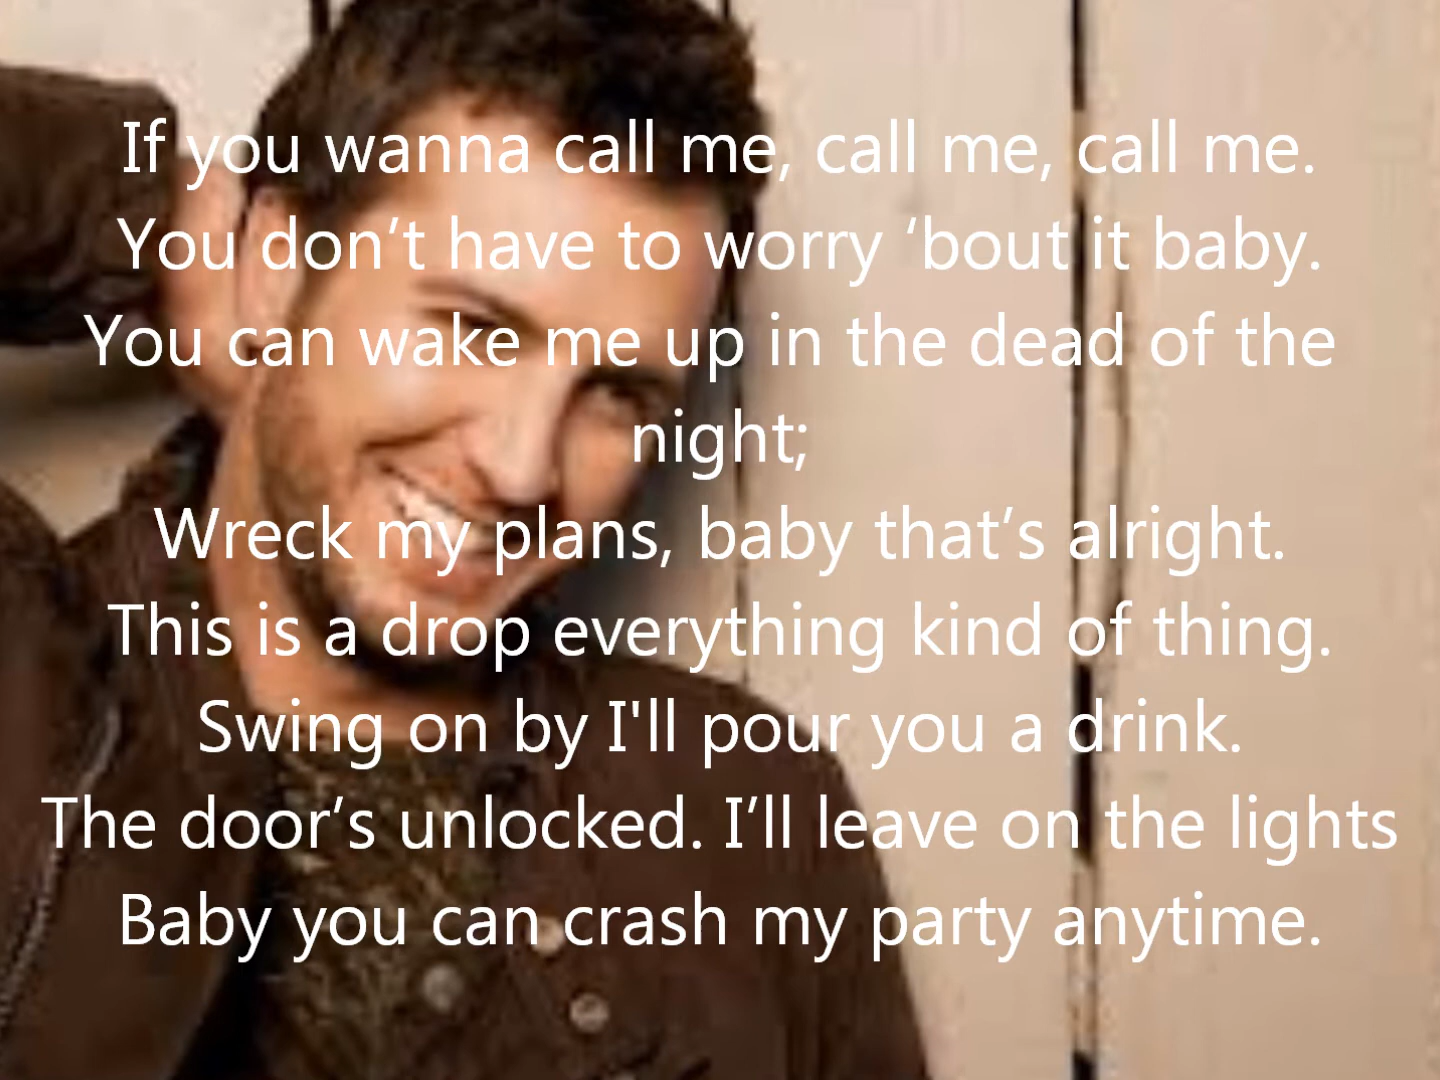 If you wanna call me, call me, call me.
You don’t have to worry ‘bout it baby.
You can wake me up in the dead of the
night;
Wreck my plans, baby that’s alright.
This is a drop everything kind of thing.
Swing on by I'll pour you a drink.
The door’s unlocked. I’ll leave on the lights
Baby you can crash my party anytime.